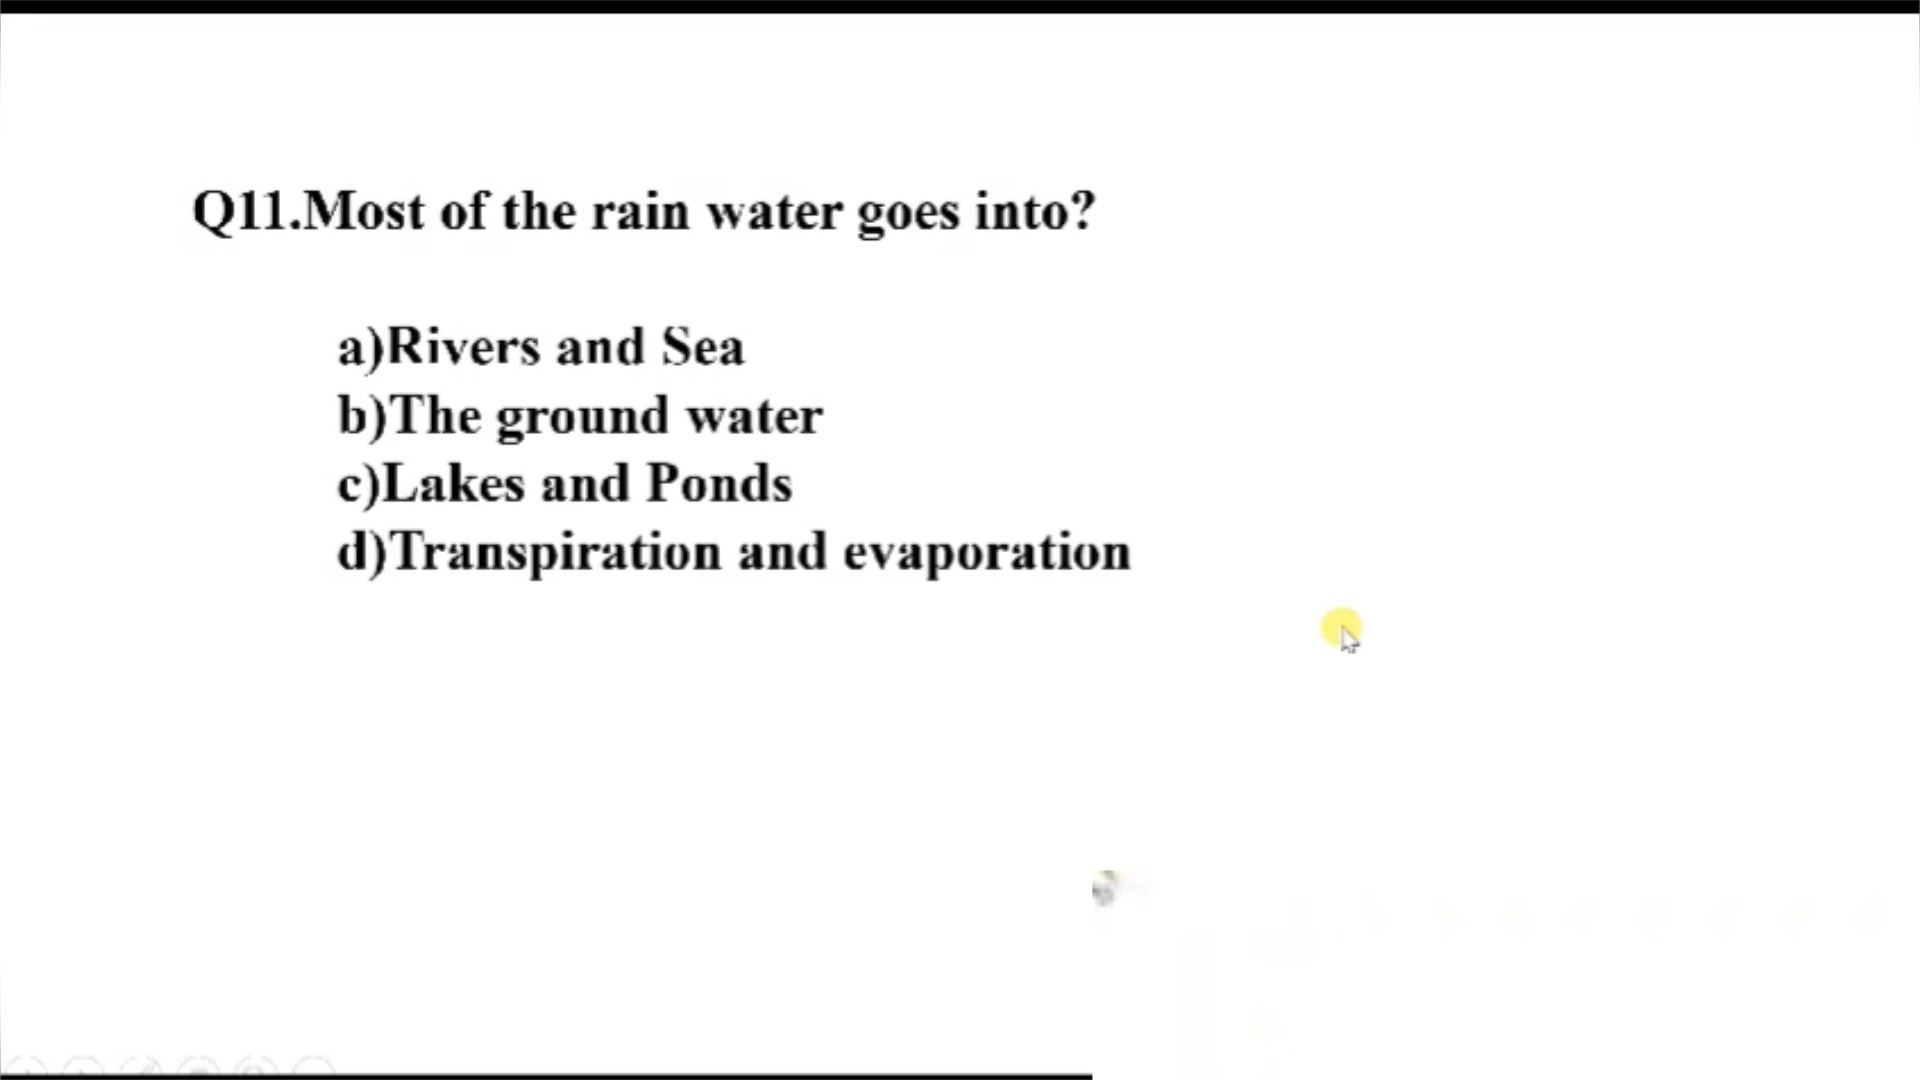 Q11.Most of the rain water goes into?
a)Rivers and Sea
b)The ground water
c)Lakes and Ponds
d)Transpiration and evaporation